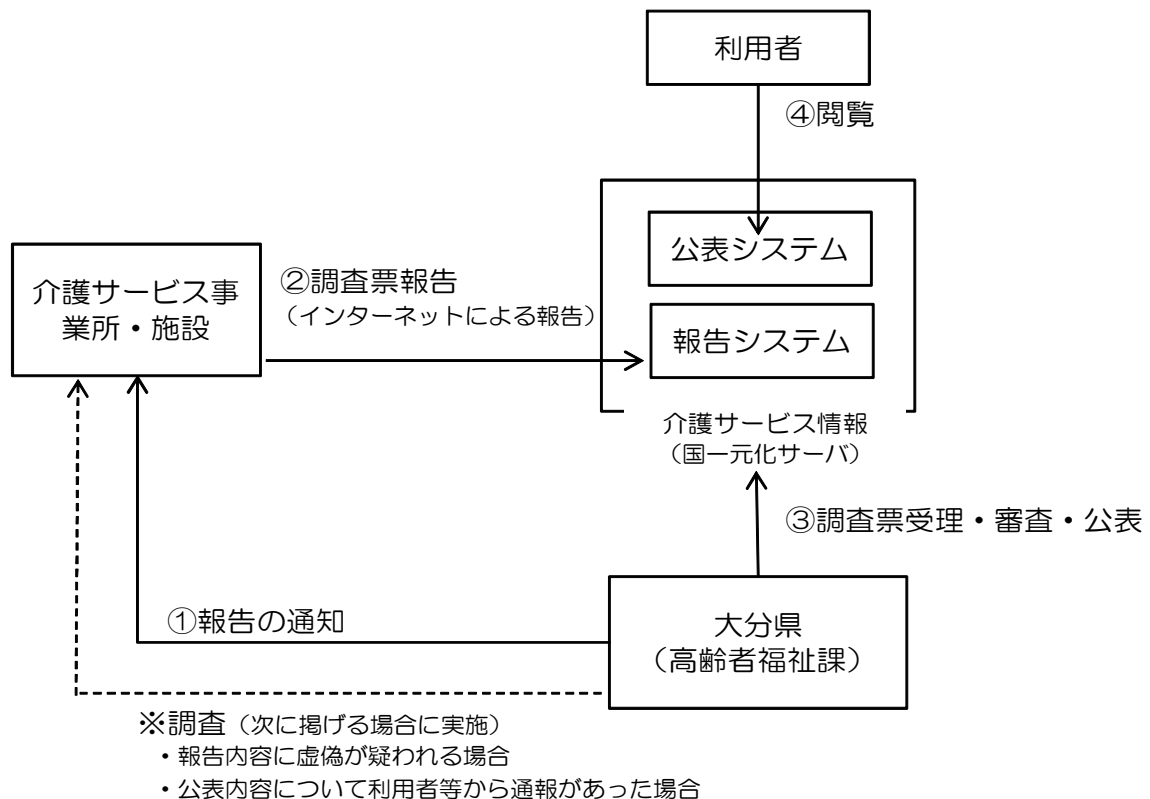 利用者
④閲覧
公表システム
介護サービス事
業所・施設
②調査票報告
（インターネットによる報告）
報告システム
介護サービス情報
（国一元化サーバ）
③調査票受理・審査・公表
①報告の通知
大分県
（高齢者福祉課）
※調査（次に掲げる場合に実施）
・報告内容に虚偽が疑われる場合
・公表内容について利用者等から通報があった場合